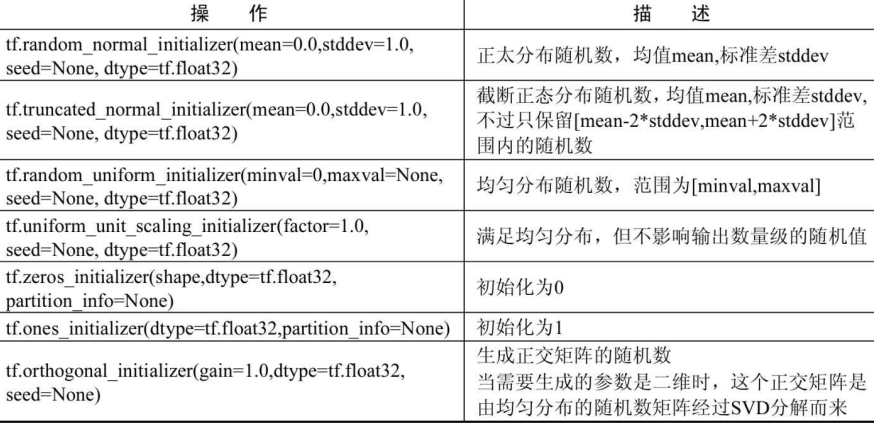 操 作
描 述
tf.random_normal_initializer(mean=0.0,stddev=1.0,
seed=None, dtype=tf.float32)
正太分布随机数，均值mean,标准差stddev
tf.truncated_normal_initializer(mean=0.0,stddev=1.0,
seed=None, dtype=tf.float32)
截断正态分布随机数，均值mean,标准差stddev,
不过只保留[mean-2*stddev,mean+2*stddev]范
围内的随机数
tf.random_uniform_initializer(minval=0,maxval=None,
seed=None, dtype=tf.float32)
均匀分布随机数，范围为[minval,maxval]
tf.uniform_unit_scaling_initializer(factor=1.0,
seed=None, dtype=tf.float32)
满足均匀分布，但不影响输出数量级的随机值
tf.zeros_initializer(shape,dtype=tf.float32,
partition_info=None)
初始化为0
tf.ones_initializer(dtype=tf.float32,partition_info=None)
初始化为1
tf.orthogonal_initializer(gain=1.0,dtype=tf.float32,
seed=None)
生成正交矩阵的随机数
当需要生成的参数是二维时，这个正交矩阵是
由均匀分布的随机数矩阵经过SVD分解而来